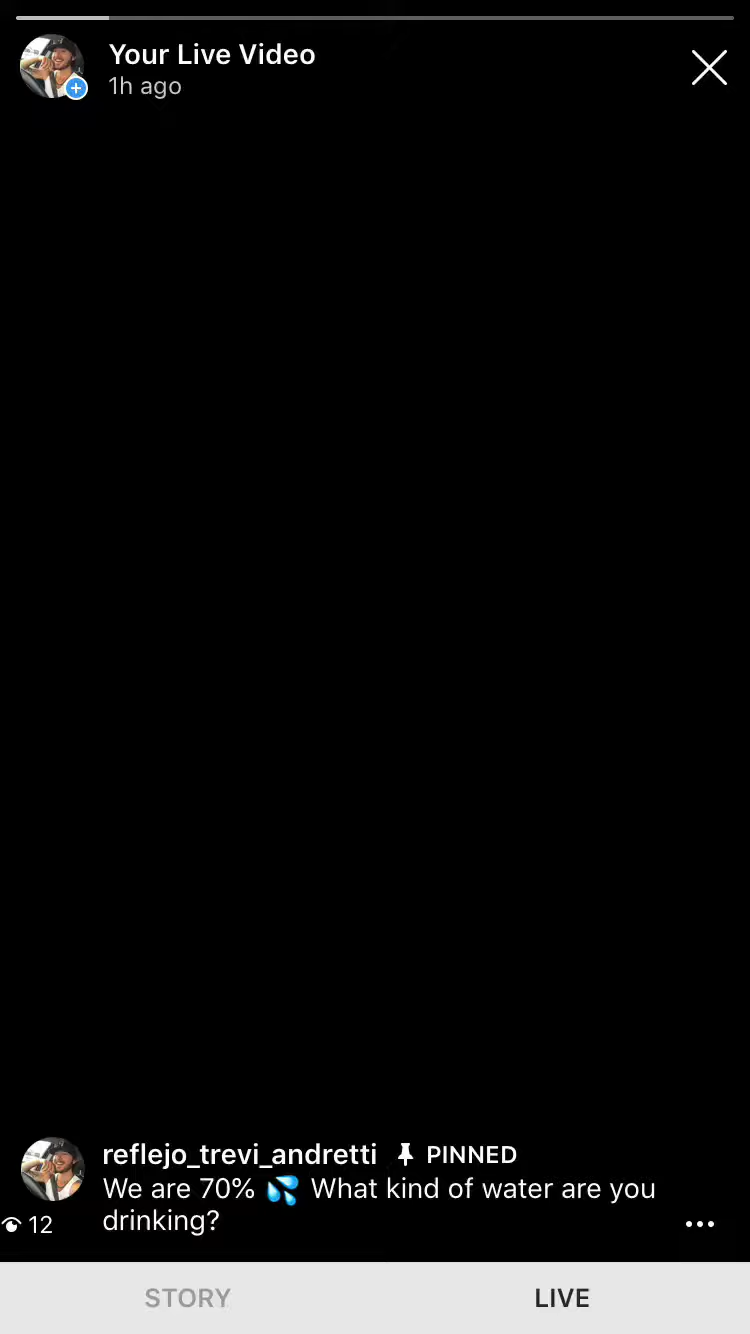 Your Live Video
1h ago
reflejo_trevi_andretti PINNED
We are 70% 💦 What kind of water are you
drinking?
12
STORY LIVE